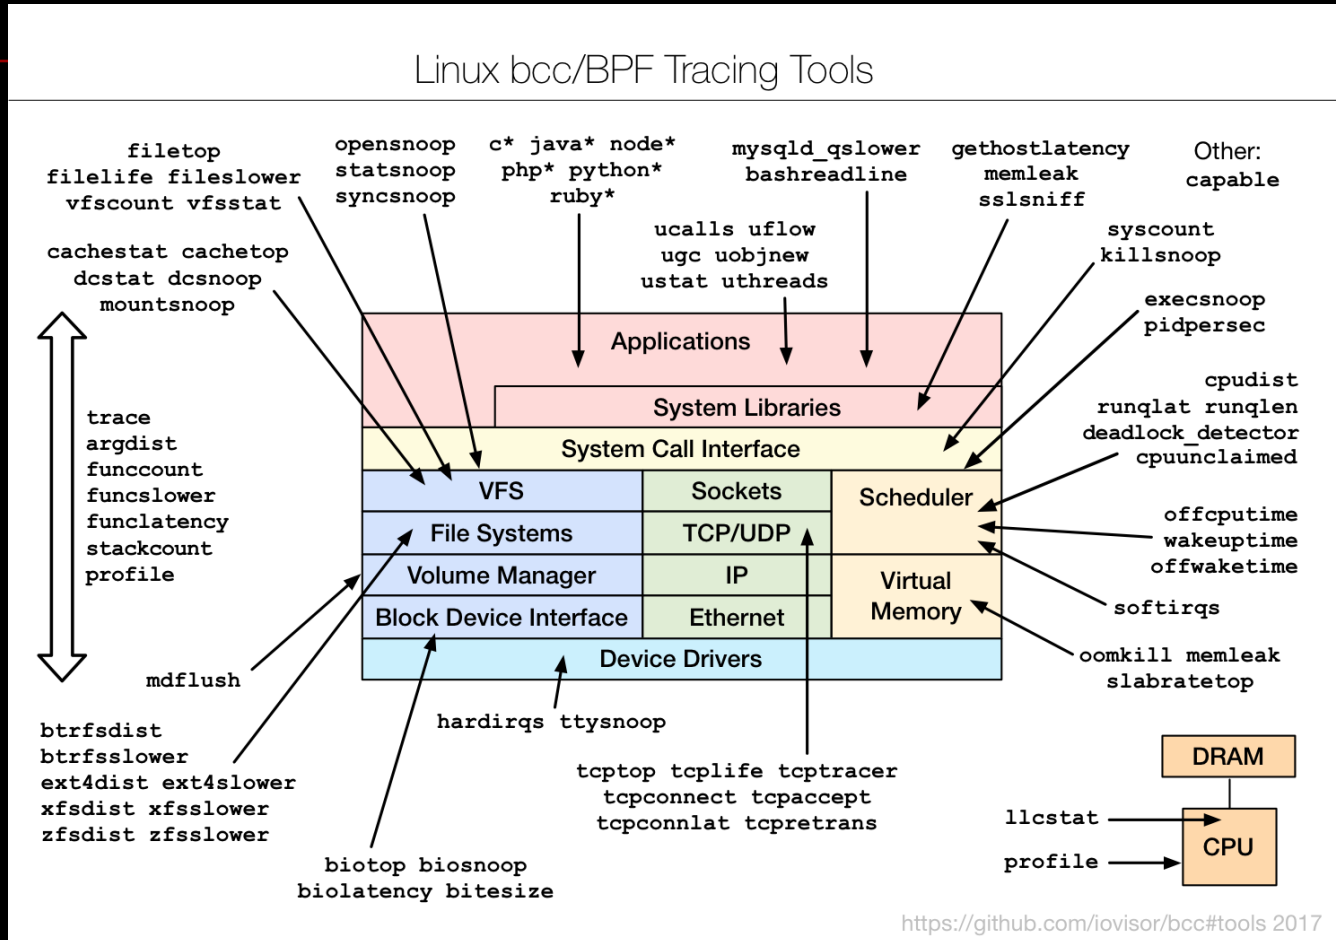 Linux bcc/BPF Tracing Tools
filetop
filelife fileslower
vfscount vfsstat
opensnoop
statsnoop
syncsnoop
c* java* node*
php* python*
ruby*
mysqld_qslower
bashreadline
gethostlatency
memleak
sslsniff
Other:
capable
cachestat cachetop
dcstat dcsnoop
mountsnoop
ucalls uflow
ugc uobjnew
ustat uthreads
syscount
killsnoop
execsnoop
pidpersec
cpudist
runqlat runqlen
deadlock_detector
cpuunclaimed
offcputime
wakeuptime
offwaketime
softirqs
oomkill memleak
slabratetop
trace
argdist
funccount
funcslower
funclatency
stackcount
profile
Applications
System Libraries
System Call Interface
VFS
Sockets
Scheduler
File Systems
TCP/UDP
Volume Manager
IP
Virtual
Memory
Block Device Interface
Ethernet
Device Drivers
mdflush
btrfsdist
btrfsslower
ext4dist ext4slower
xfsdist xfsslower
zfsdist zfsslower
hardirqs ttysnoop
biotop biosnoop
biolatency bitesize
tcptop tcplife tcptracer
tcpconnect tcpaccept
tcpconnlat tcpretrans
DRAM
llcstat
CPU
profile
https://github.com/iovisor/bcc#tools 2017